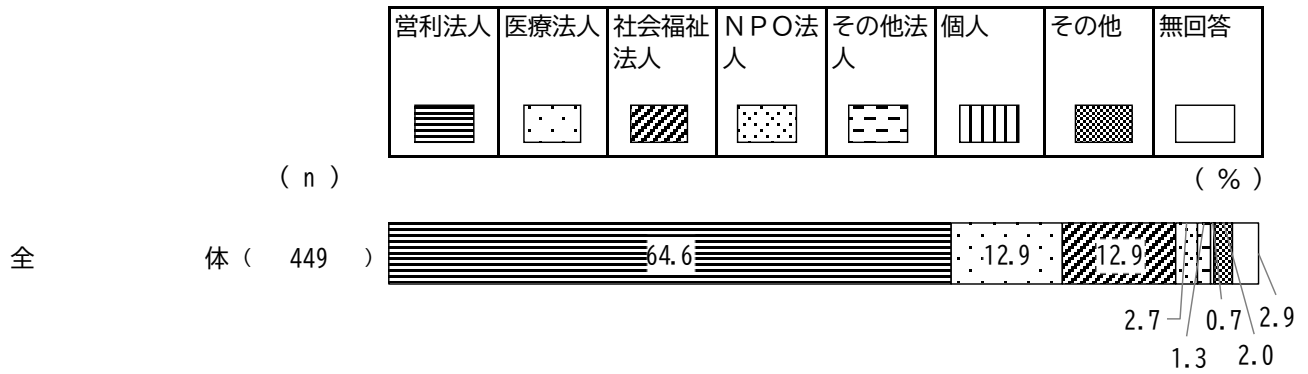 営利法人 医療法人 社会福祉法人 ＮＰＯ法人 その他法人 個人 その他 無回答
( n ) ( % )
全体( 449 ) 64.6 12.9 12.9
2.7 0.7 2.9
1.3 2.0